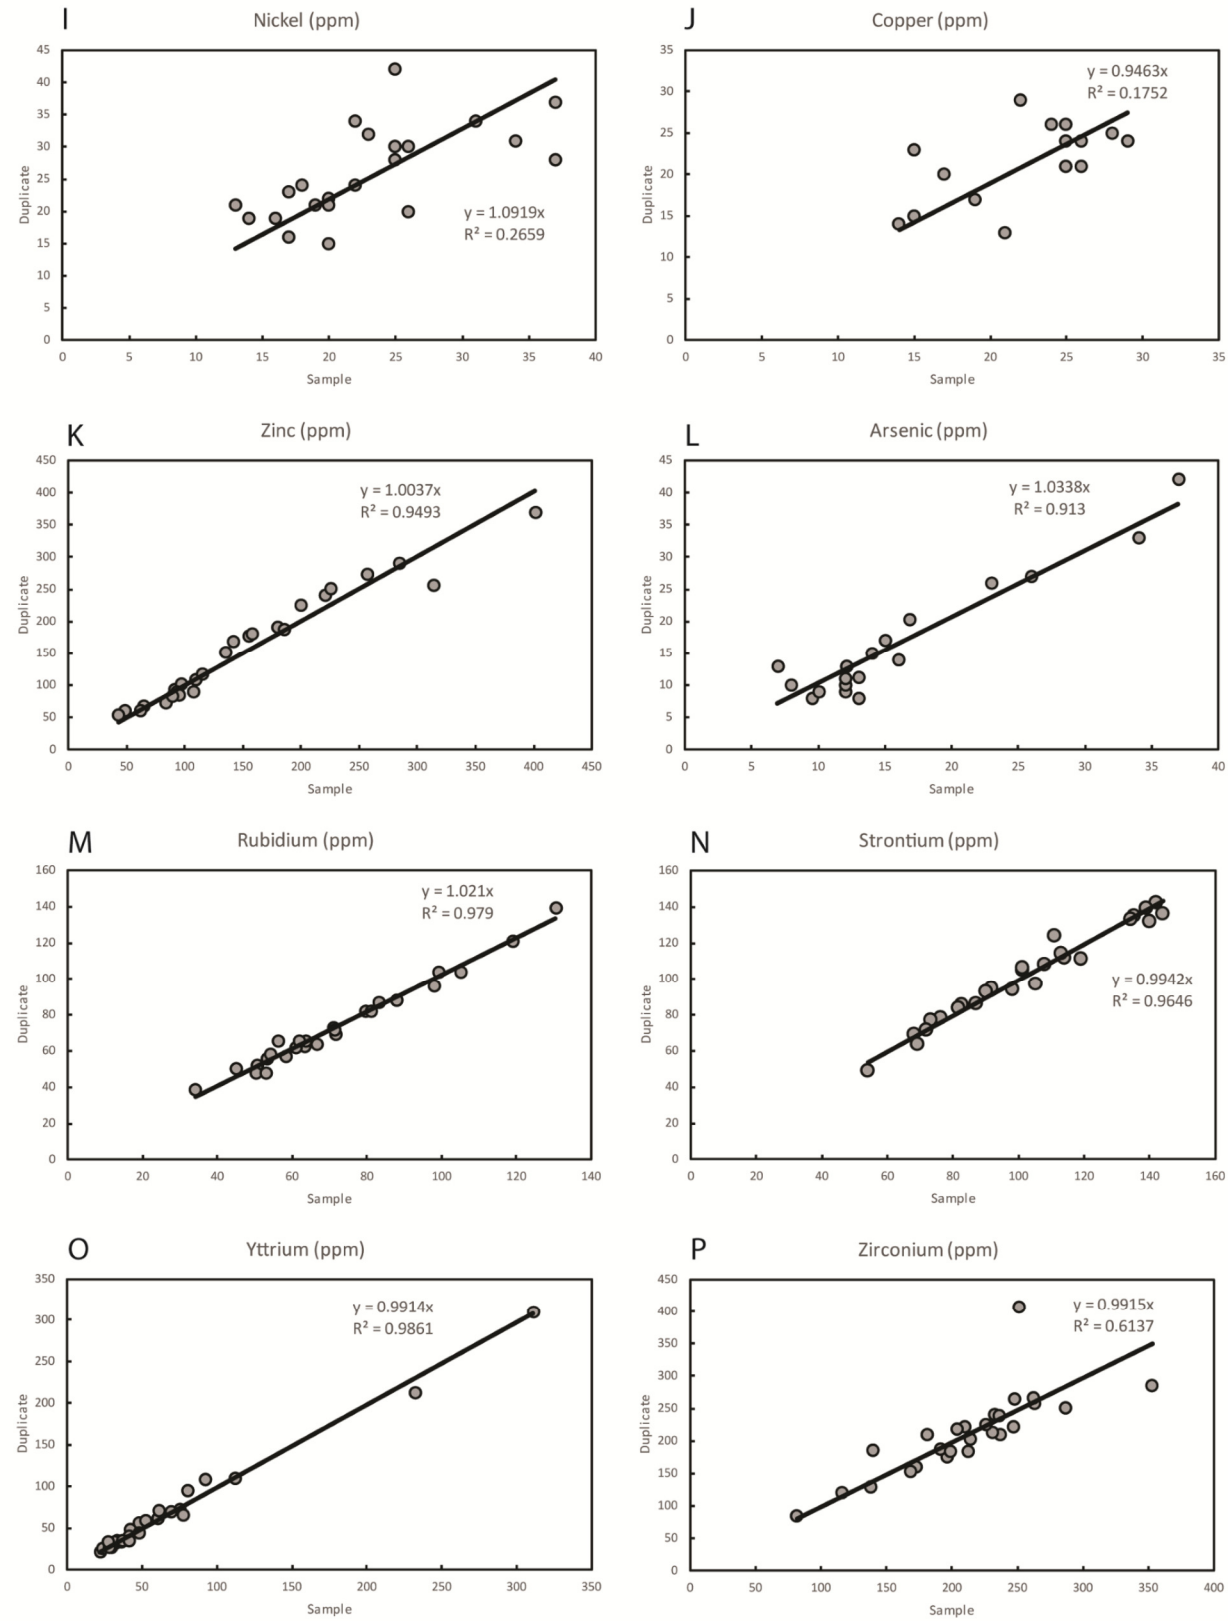 I
Nickel (ppm)
45
40
35
30
25
20
15
10
5
0
Duplicate
y = 1.0919x
R² = 0.2659
0 5 10 15 20 25 30 35 40
Sample
J
Copper (ppm)
35
30
25
20
15
10
5
0
Duplicate
y = 0.9463x
R² = 0.1752
0 5 10 15 20 25 30 35
Sample
K
Zinc (ppm)
450
400
350
300
250
200
150
100
50
0
Duplicate
y = 1.0037x
R² = 0.9493
0 50 100 150 200 250 300 350 400 450
Sample
L
Arsenic (ppm)
45
40
35
30
25
20
15
10
5
0
Duplicate
y = 1.0338x
R² = 0.913
0 5 10 15 20 25 30 35 40
Sample
M
Rubidium (ppm)
160
140
120
100
80
60
40
20
0
Duplicate
y = 1.021x
R² = 0.979
0 20 40 60 80 100 120 140
Sample
N
Strontium (ppm)
160
140
120
100
80
60
40
20
0
Duplicate
y = 0.9942x
R² = 0.9646
0 20 40 60 80 100 120 140 160
Sample
O
Yttrium (ppm)
350
300
250
200
150
100
50
0
Duplicate
y = 0.9914x
R² = 0.9861
0 50 100 150 200 250 300 350
Sample
P
Zirconium (ppm)
450
400
350
300
250
200
150
100
50
0
Duplicate
y = 0.9915x
R² = 0.6137
0 50 100 150 200 250 300 350 400
Sample